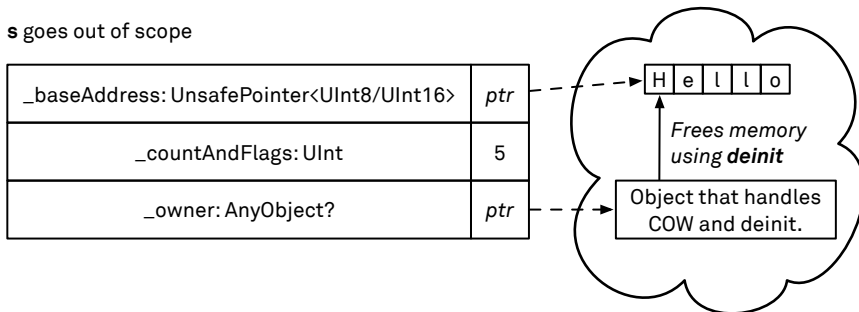 s goes out of scope
_baseAddress: UnsafePointer<UInt8/UInt16> ptr
H e l l o
_countAndFlags: UInt 5
Frees memory
using deinit
_owner: AnyObject? ptr
Object that handles
COW and deinit.